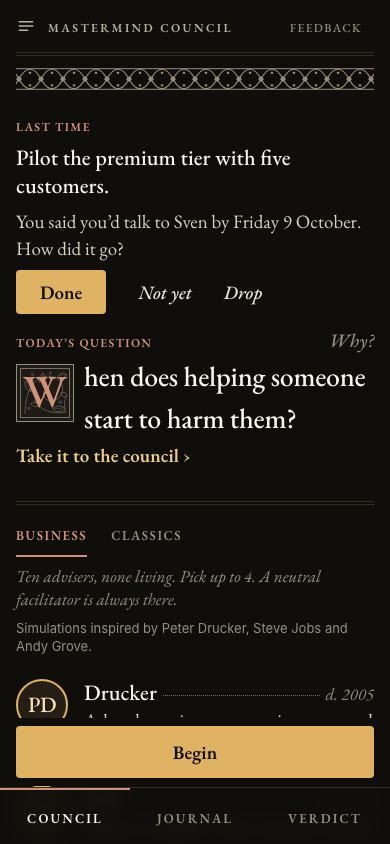 MASTERMIND COUNCIL
FEEDBACK
LAST TIME
Pilot the premium tier with five
customers.
You said you’d talk to Sven by Friday 9 October.
How did it go?
Done
Not yet
Drop
TODAY’S QUESTION
Why?
When does helping someone
start to harm them?
Take it to the council ›
BUSINESS
CLASSICS
Ten advisers, none living. Pick up to 4. A neutral
facilitator is always there.
Simulations inspired by Peter Drucker, Steve Jobs and
Andy Grove.
PD
Drucker
d. 2005
Begin
COUNCIL
JOURNAL
VERDICT